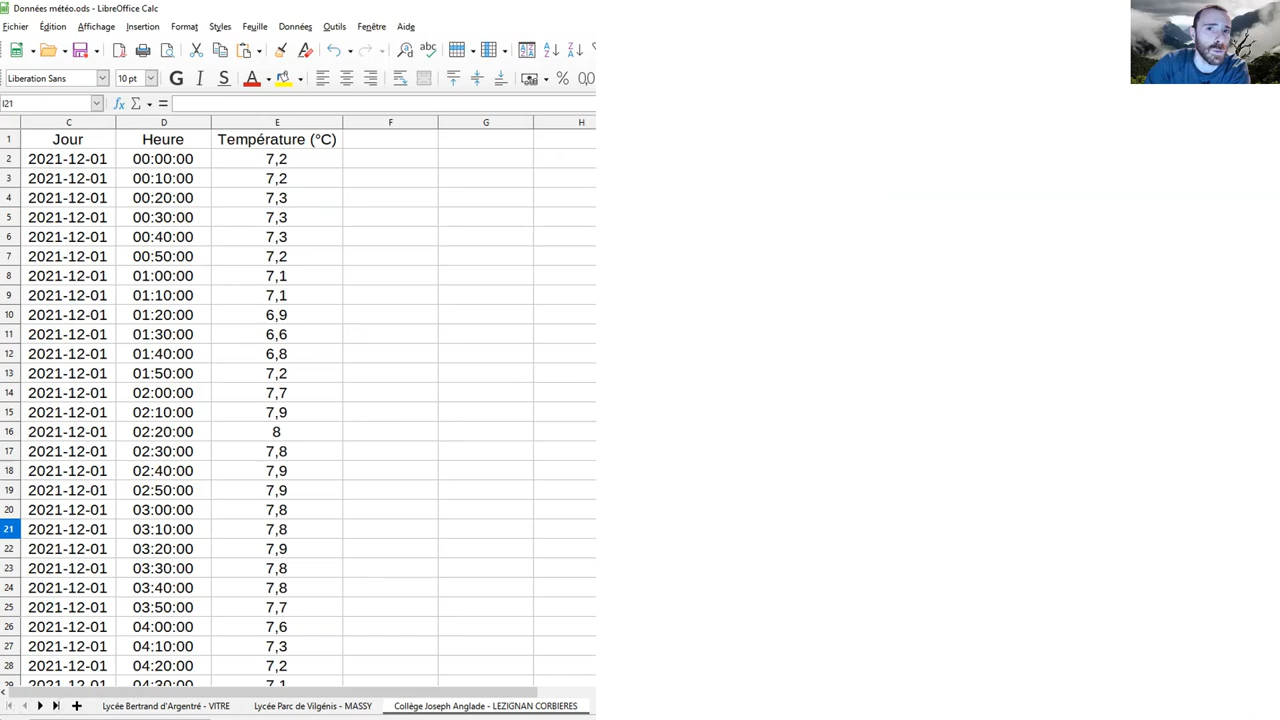 Données météo.ods - LibreOffice Calc
Fichier Édition Affichage Insertion Format Styles Feuille Données Outils Fenêtre Aide
Liberation Sans 10 pt G I S A % 0,0
I21 fx Σ =
C D E F G H
1 Jour Heure Température (°C)
2 2021-12-01 00:00:00 7,2
3 2021-12-01 00:10:00 7,2
4 2021-12-01 00:20:00 7,3
5 2021-12-01 00:30:00 7,3
6 2021-12-01 00:40:00 7,3
7 2021-12-01 00:50:00 7,2
8 2021-12-01 01:00:00 7,1
9 2021-12-01 01:10:00 7,1
10 2021-12-01 01:20:00 6,9
11 2021-12-01 01:30:00 6,6
12 2021-12-01 01:40:00 6,8
13 2021-12-01 01:50:00 7,2
14 2021-12-01 02:00:00 7,7
15 2021-12-01 02:10:00 7,9
16 2021-12-01 02:20:00 8
17 2021-12-01 02:30:00 7,8
18 2021-12-01 02:40:00 7,9
19 2021-12-01 02:50:00 7,9
20 2021-12-01 03:00:00 7,8
21 2021-12-01 03:10:00 7,8
22 2021-12-01 03:20:00 7,9
23 2021-12-01 03:30:00 7,8
24 2021-12-01 03:40:00 7,8
25 2021-12-01 03:50:00 7,7
26 2021-12-01 04:00:00 7,6
27 2021-12-01 04:10:00 7,3
28 2021-12-01 04:20:00 7,2
29 2021-12-01 04:30:00 7,1
Lycée Bertrand d'Argentré - VITRE Lycée Parc de Vilgénis - MASSY Collège Joseph Anglade - LEZIGNAN CORBIERES